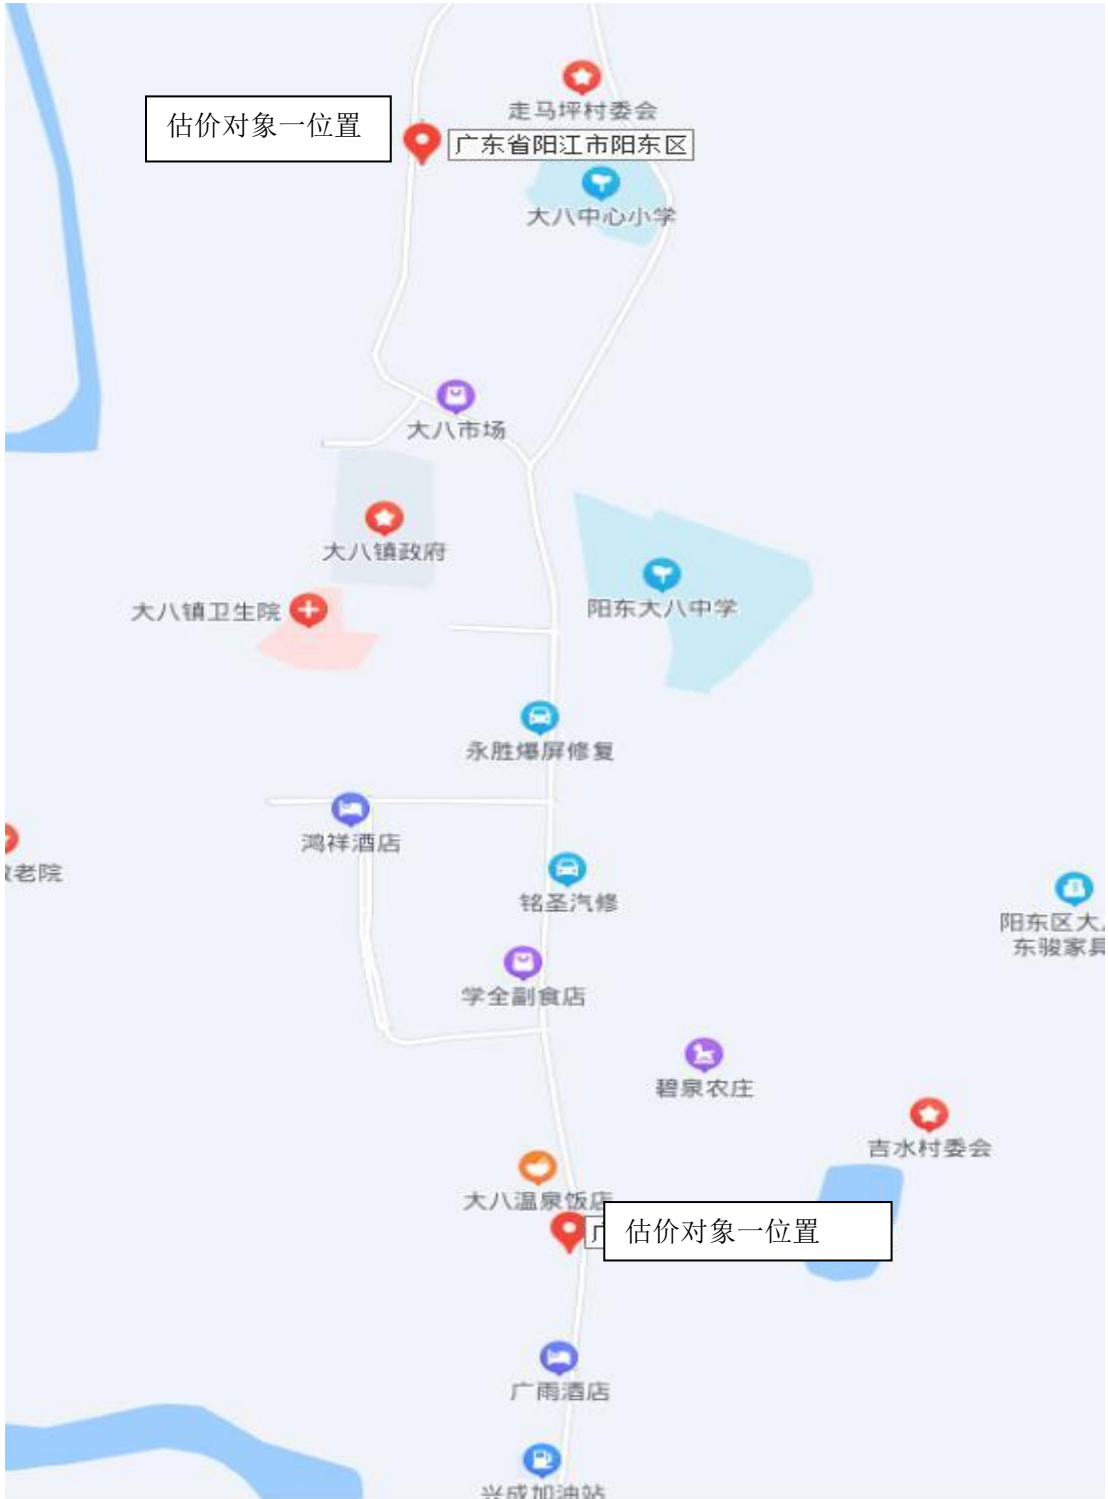 走马坪村委会
估价对象一位置
广东省阳江市阳东区
大八中心小学
大八市场
大八镇政府
阳东大八中学
大八镇卫生院
永胜爆屏修复
鸿祥酒店
老院
铭圣汽修
阳东区大
东骏家具
学全副食店
碧泉农庄
吉水村委会
大八温泉饭店
估价对象一位置
广雨酒店
兴成加油站